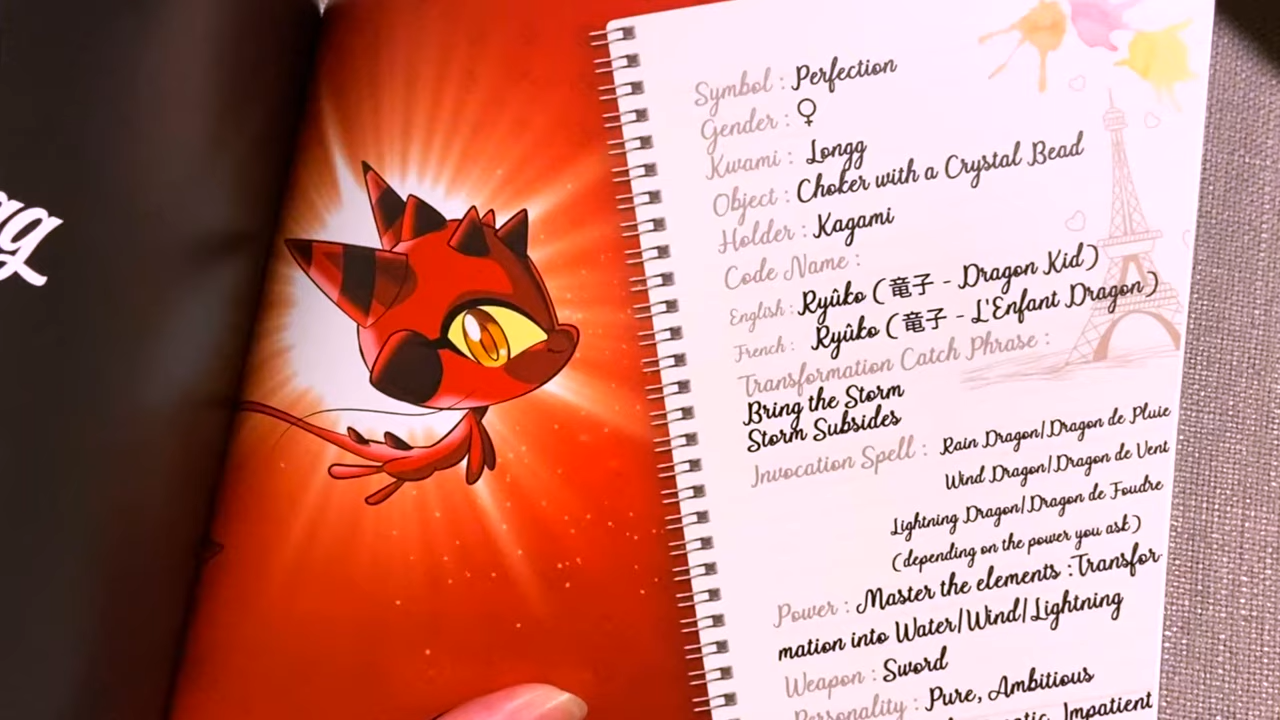 gg
Symbol : Perfection
Gender : ♀
Kwami : Longg
Object : Choker with a Crystal Bead
Holder : Kagami
Code Name :
English : Ryûko (竜子 - Dragon Kid)
French : Ryûko (竜子 - L'Enfant Dragon)
Transformation Catch Phrase :
Bring the Storm
Storm Subsides
Invocation Spell : Rain Dragon/Dragon de Pluie
Wind Dragon/Dragon de Vent
Lightning Dragon/Dragon de Foudre
(depending on the power you ask)
Power : Master the elements :Transfor-
mation into Water/Wind/Lightning
Weapon : Sword
Personality : Pure, Ambitious
Impatient